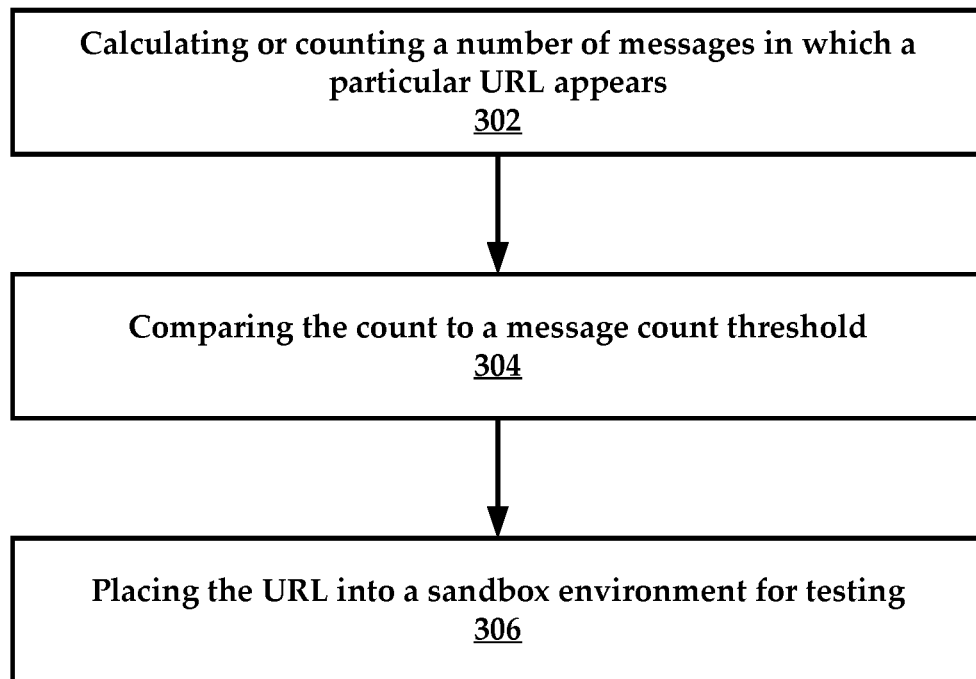 Calculating or counting a number of messages in which a
particular URL appears
302
Comparing the count to a message count threshold
304
Placing the URL into a sandbox environment for testing
306